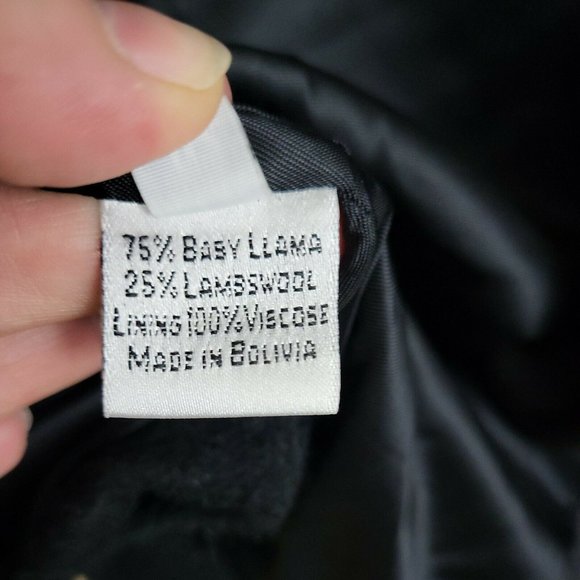 75% BABY LLAMA
25% LAMBSWOOL
LINING 100% VISCOSE
MADE IN BOLIVIA